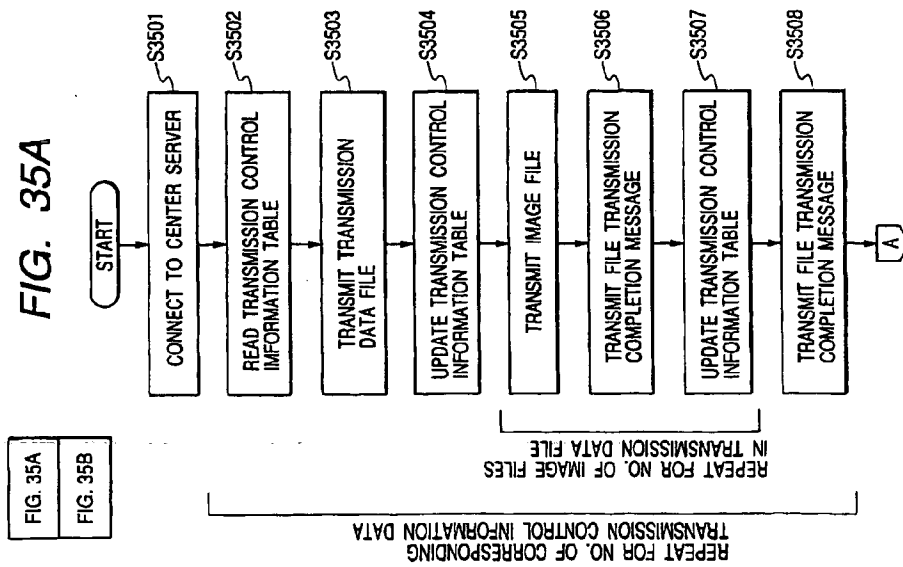 FIG. 35A
FIG. 35A
FIG. 35B
START
CONNECT TO CENTER SERVER
S3501
READ TRANSMISSION CONTROL
IMFORMATION TABLE
S3502
TRANSMIT TRANSMISSION
DATA FILE
S3503
UPDATE TRANSMISSION CONTROL
INFORMATION TABLE
S3504
TRANSMIT IMAGE FILE
S3505
TRANSMIT FILE TRANSMISSION
COMPLETION MESSAGE
S3506
UPDATE TRANSMISSION CONTROL
INFORMATION TABLE
S3507
TRANSMIT FILE TRANSMISSION
COMPLETION MESSAGE
S3508
A
REPEAT FOR NO. OF IMAGE FILES
IN TRANSMISSION DATA FILE
REPEAT FOR NO. OF CORRESPONDING
TRANSMISSION CONTROL INFORMATION DATA